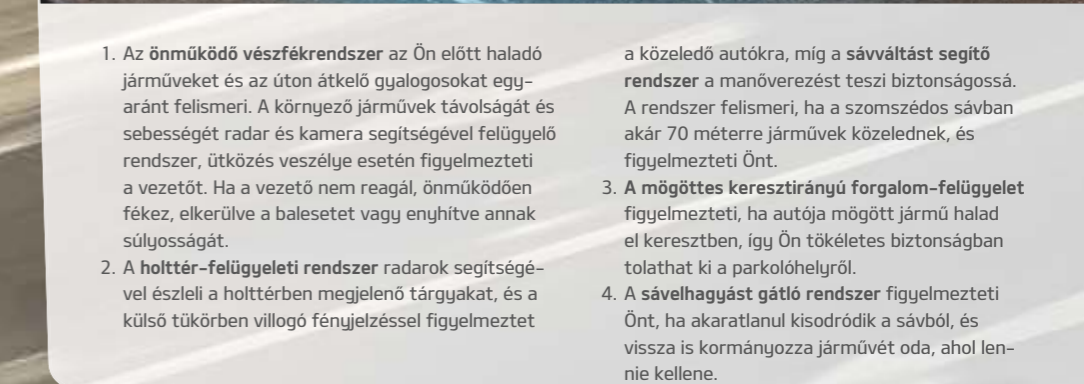 1. Az önműködő vészfékrendszer az Ön előtt haladó
járműveket és az úton átkelő gyalogosokat egy-
aránt felismeri. A környező járművek távolságát és
sebességét radar és kamera segítségével felügyelő
rendszer, ütközés veszélye esetén figyelmezteti
a vezetőt. Ha a vezető nem reagál, önműködően
fékez, elkerülve a balesetet vagy enyhítve annak
súlyosságát.
2. A holttér-felügyeleti rendszer radarok segítségé-
vel észleli a holttérben megjelenő tárgyakat, és a
külső tükörben villogó fényjelzéssel figyelmeztet
a közeledő autókra, míg a sávváltást segítő
rendszer a manőverezést teszi biztonságossá.
A rendszer felismeri, ha a szomszédos sávban
akár 70 méterre járművek közelednek, és
figyelmezteti Önt.
3. A mögöttes keresztirányú forgalom-felügyelet
figyelmezteti, ha autója mögött jármű halad
el keresztben, így Ön tökéletes biztonságban
tolathat ki a parkolóhelyről.
4. A sávelhagyást gátló rendszer figyelmezteti
Önt, ha akaratlanul kisodródik a sávból, és
vissza is kormányozza járművét oda, ahol len-
nie kellene.